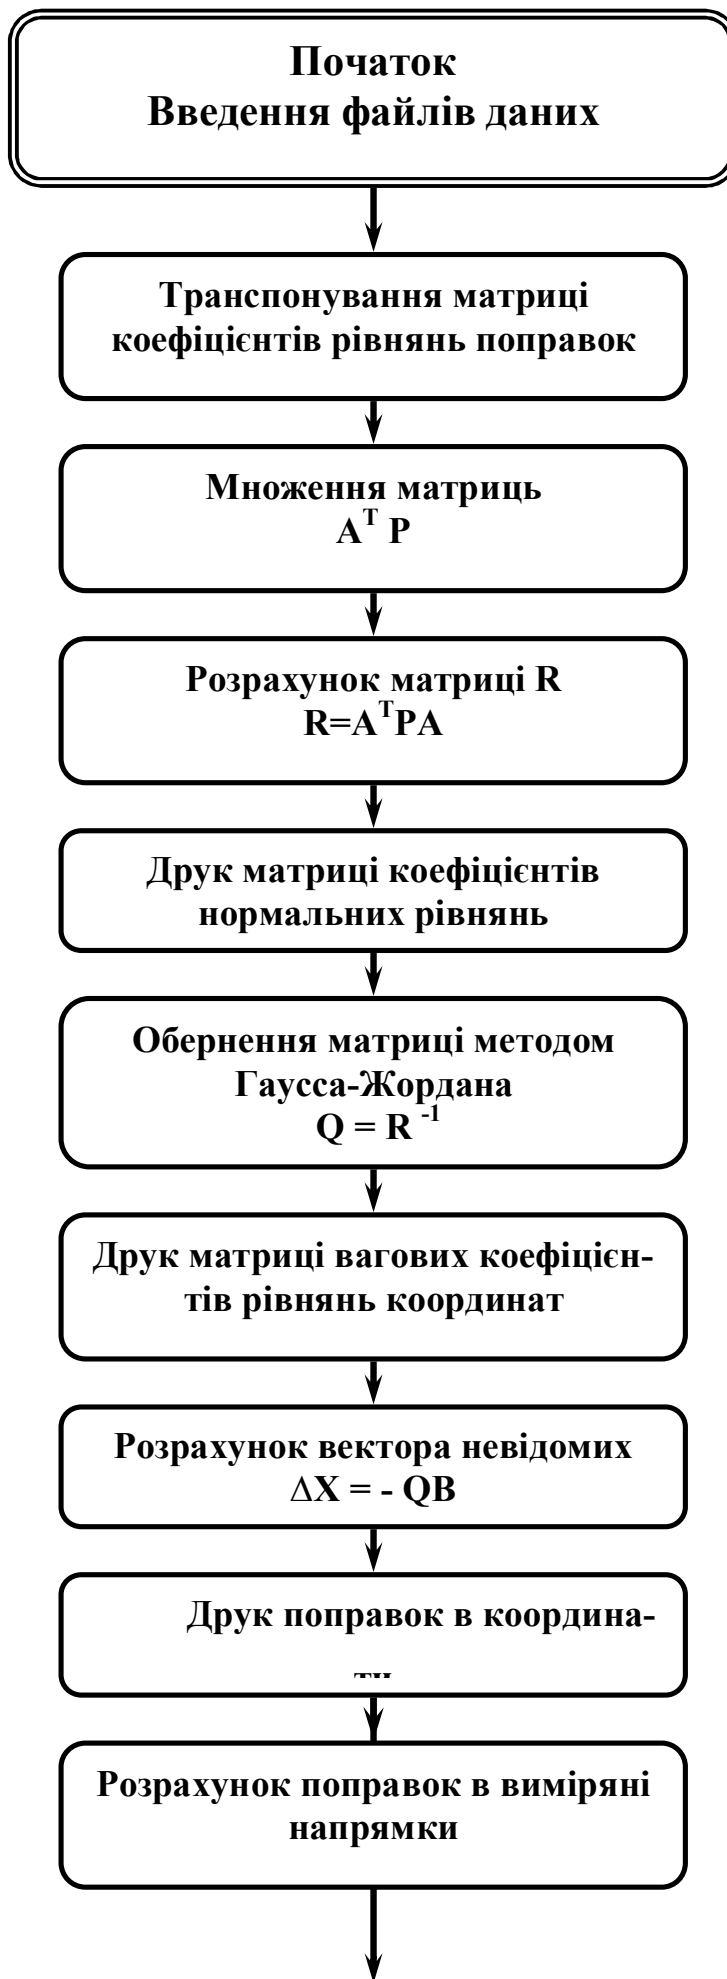 Початок
Введення файлів даних
Транспонування матриці
коефіцієнтів рівнянь поправок
Множення матриць
A^T P
Розрахунок матриці R
R=A^TPA
Друк матриці коефіцієнтів
нормальних рівнянь
Обернення матриці методом
Гаусса-Жордана
Q = R ^-1
Друк матриці вагових коефіцієн-
тів рівнянь координат
Розрахунок вектора невідомих
ΔX = - QB
Друк поправок в координа-
ти
Розрахунок поправок в виміряні
напрямки